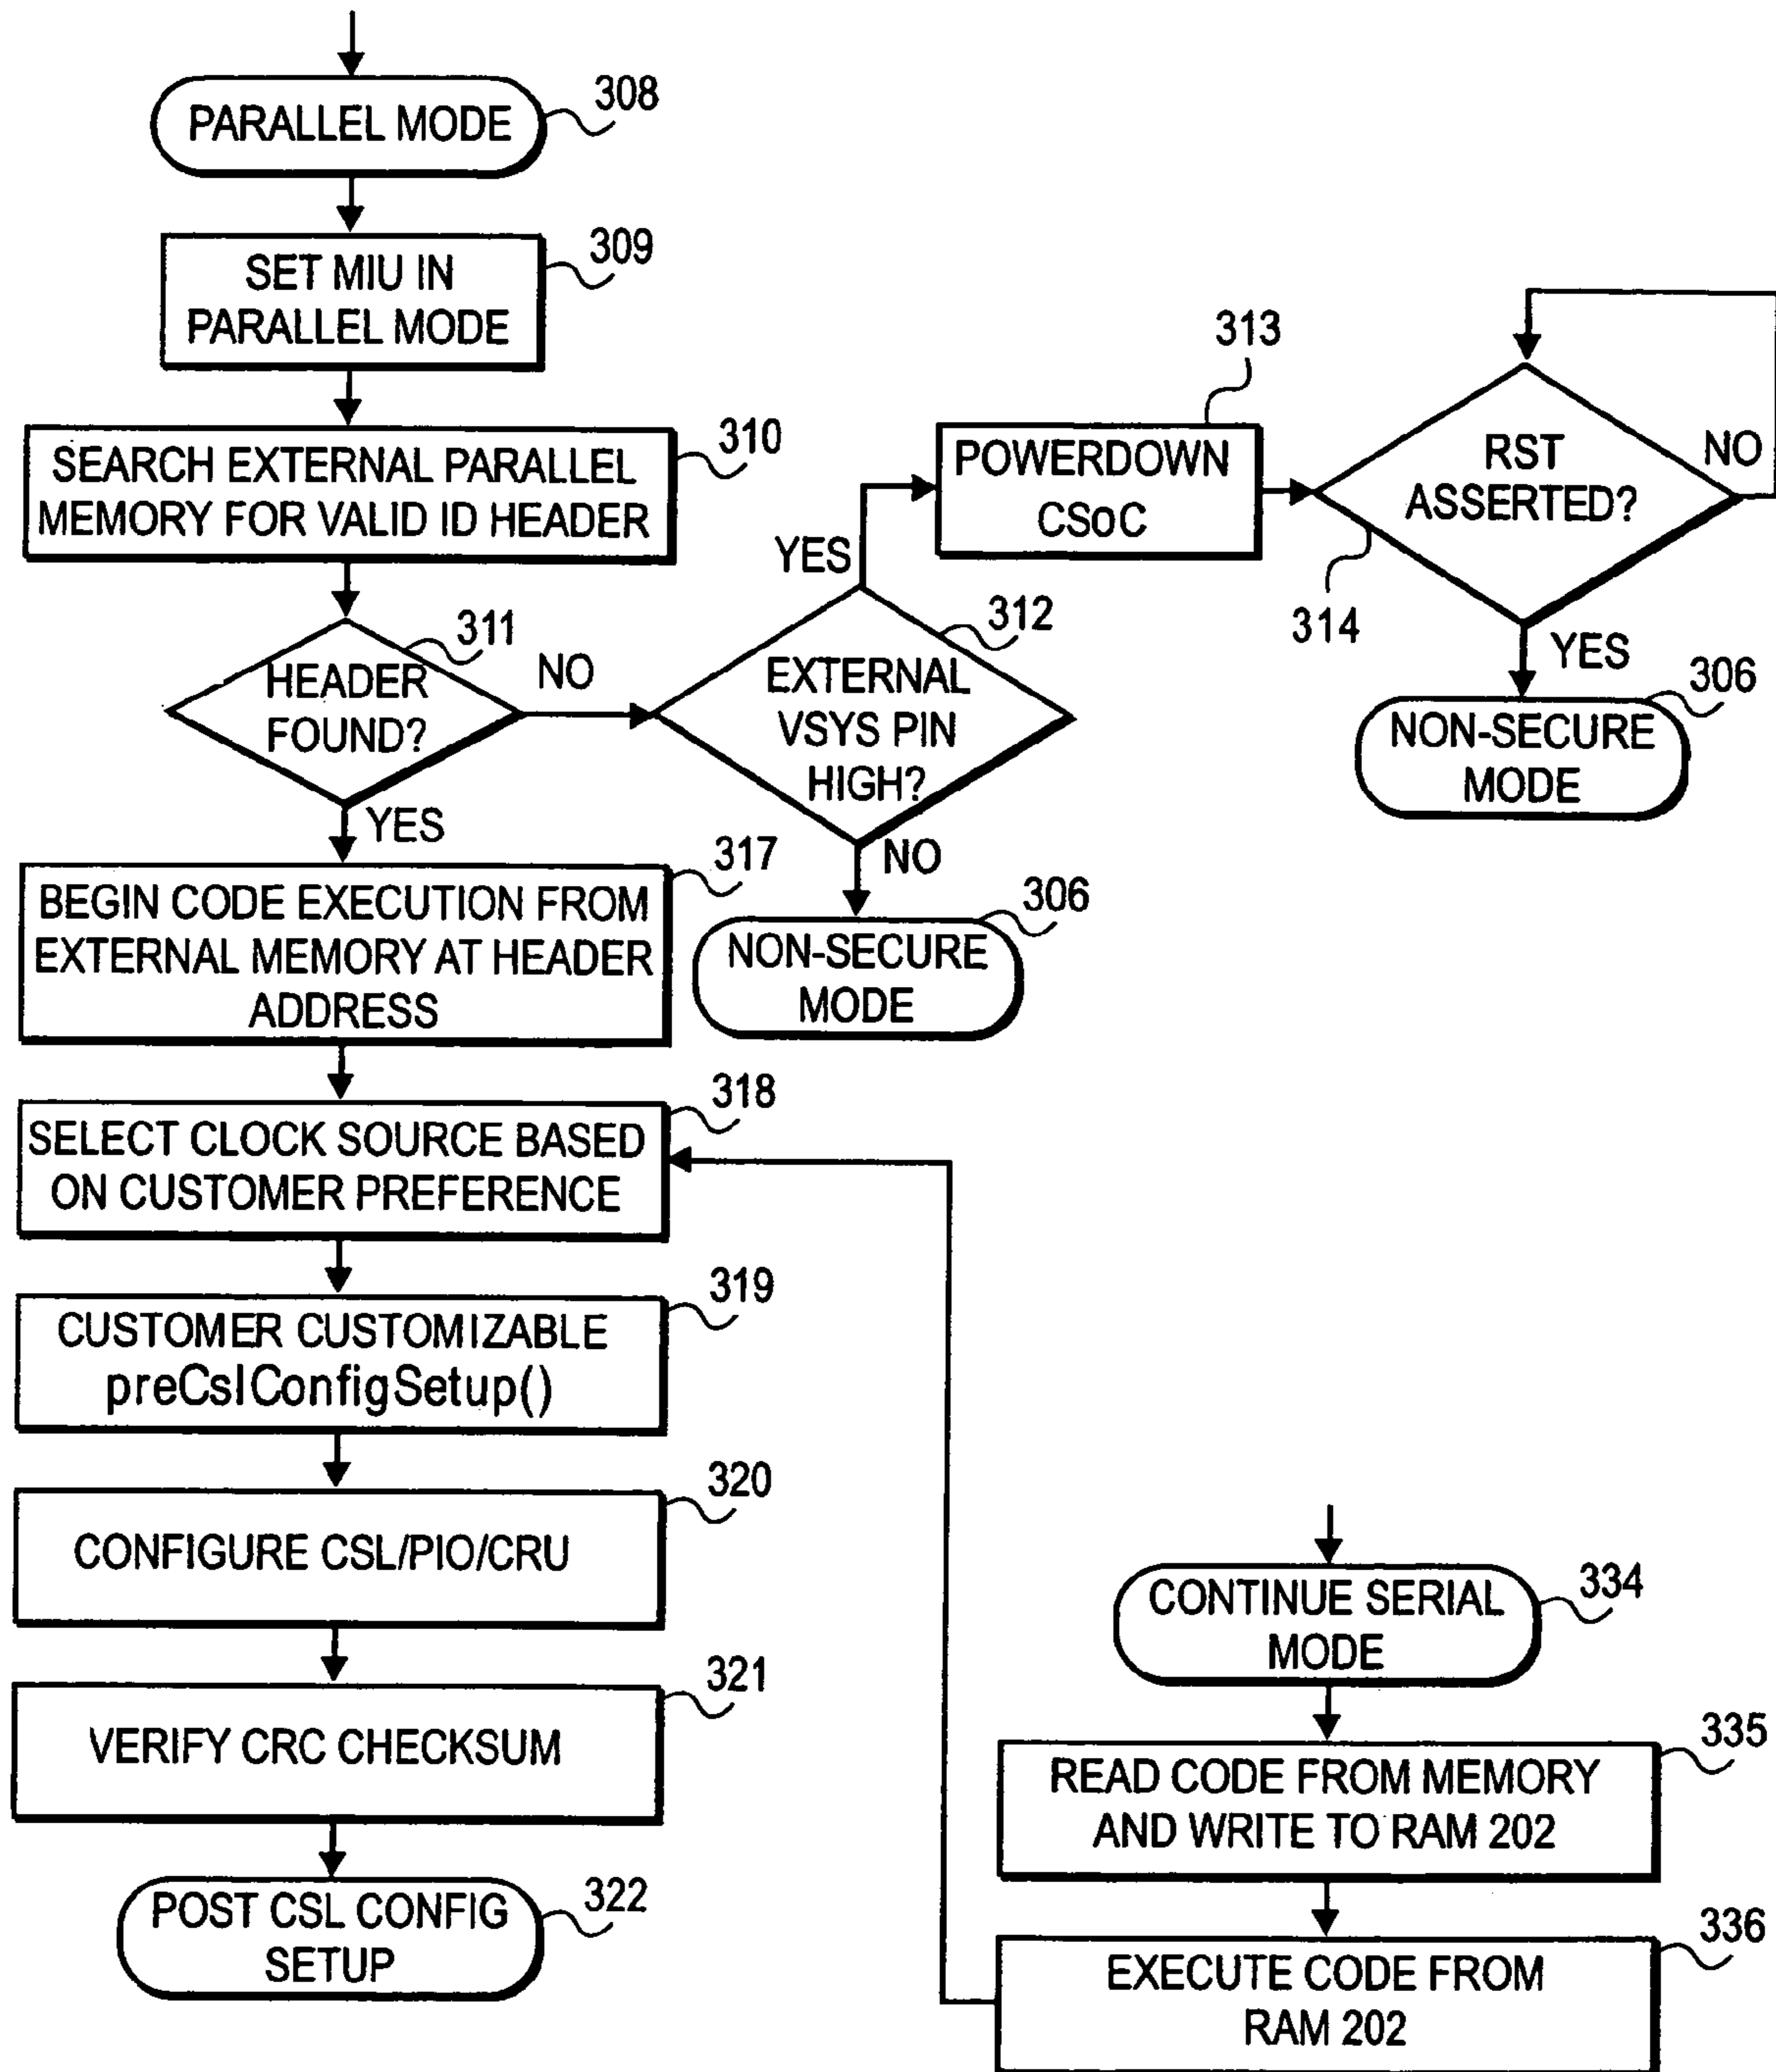 PARALLEL MODE
308
SET MIU IN
PARALLEL MODE
309
SEARCH EXTERNAL PARALLEL
MEMORY FOR VALID ID HEADER
310
HEADER
FOUND?
311
NO
YES
EXTERNAL
VSYS PIN
HIGH?
312
YES
NO
POWERDOWN
CSoC
313
RST
ASSERTED?
314
NO
YES
NON-SECURE
MODE
306
NON-SECURE
MODE
306
BEGIN CODE EXECUTION FROM
EXTERNAL MEMORY AT HEADER
ADDRESS
317
SELECT CLOCK SOURCE BASED
ON CUSTOMER PREFERENCE
318
CUSTOMER CUSTOMIZABLE
preCslConfigSetup()
319
CONFIGURE CSL/PIO/CRU
320
VERIFY CRC CHECKSUM
321
POST CSL CONFIG
SETUP
322
CONTINUE SERIAL
MODE
334
READ CODE FROM MEMORY
AND WRITE TO RAM 202
335
EXECUTE CODE FROM
RAM 202
336